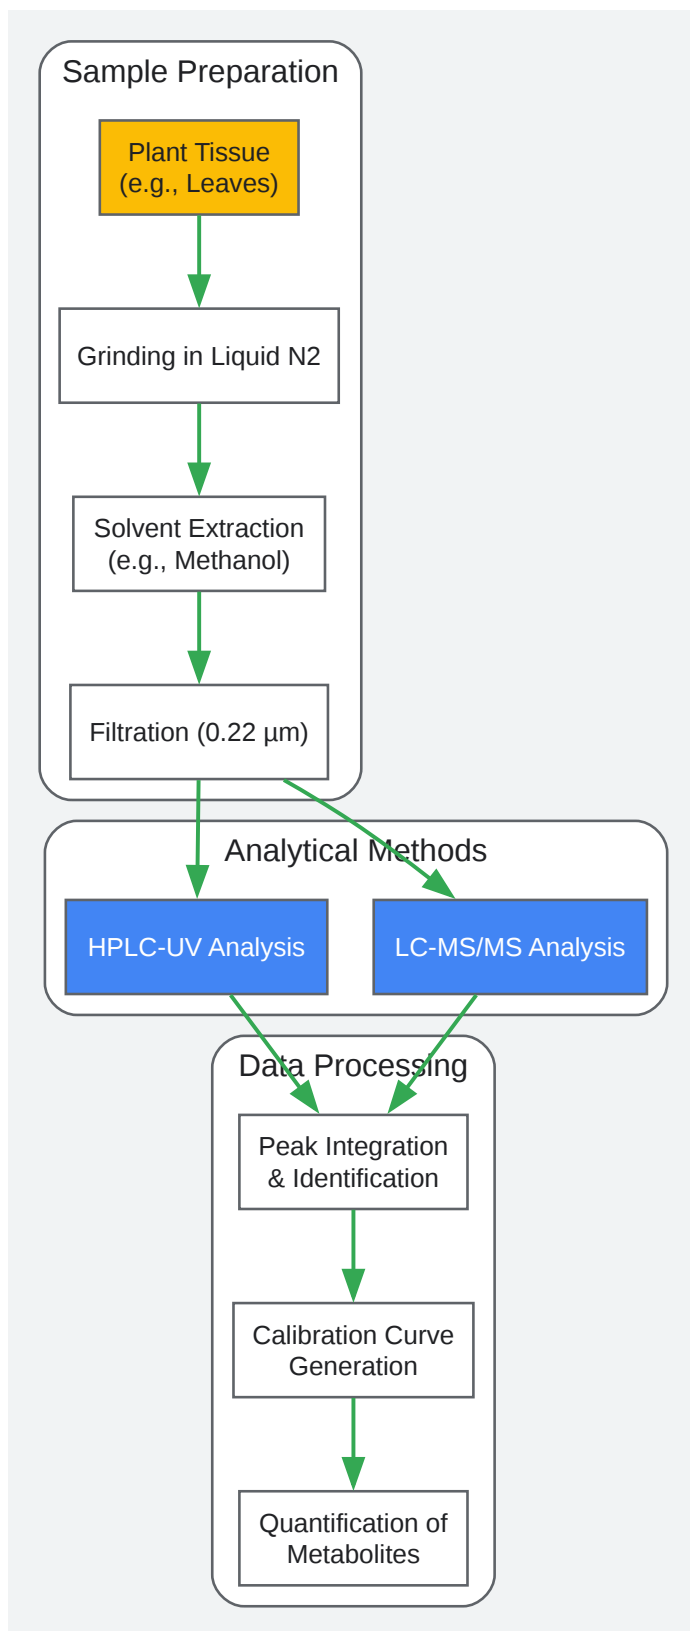 Sample Preparation
Plant Tissue
(e.g., Leaves)
Grinding in Liquid N2
Solvent Extraction
(e.g., Methanol)
Filtration (0.22 µm)
Analytical Methods
HPLC-UV Analysis
LC-MS/MS Analysis
Data Processing
Peak Integration
& Identification
Calibration Curve
Generation
Quantification of
Metabolites